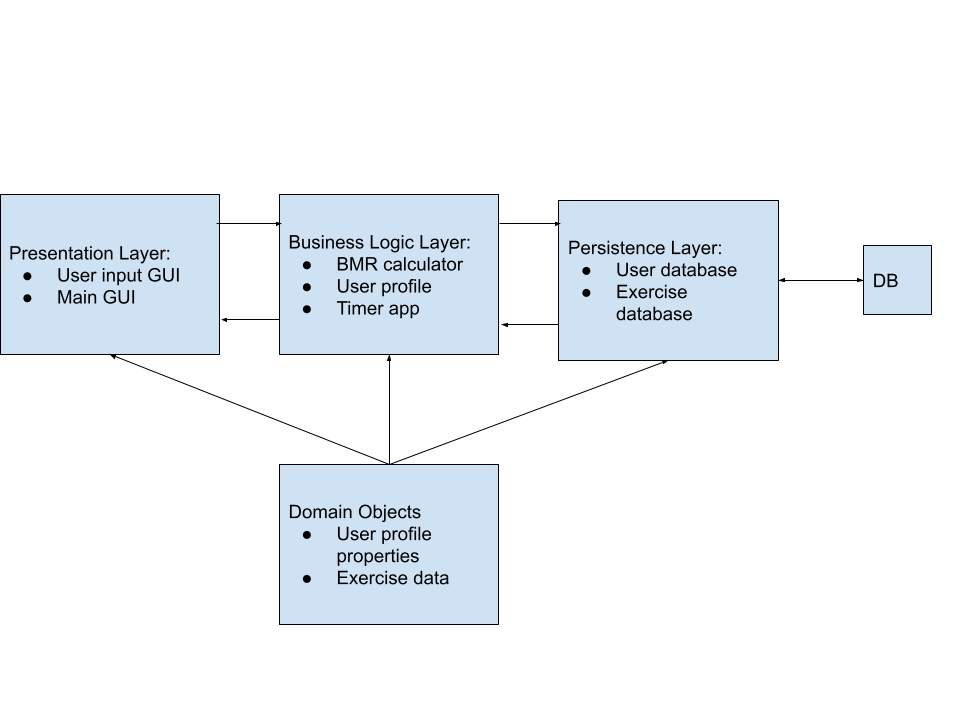 Presentation Layer:
● User input GUI
● Main GUI
Business Logic Layer:
● BMR calculator
● User profile
● Timer app
Persistence Layer:
● User database
● Exercise
database
DB
Domain Objects
● User profile
properties
● Exercise data